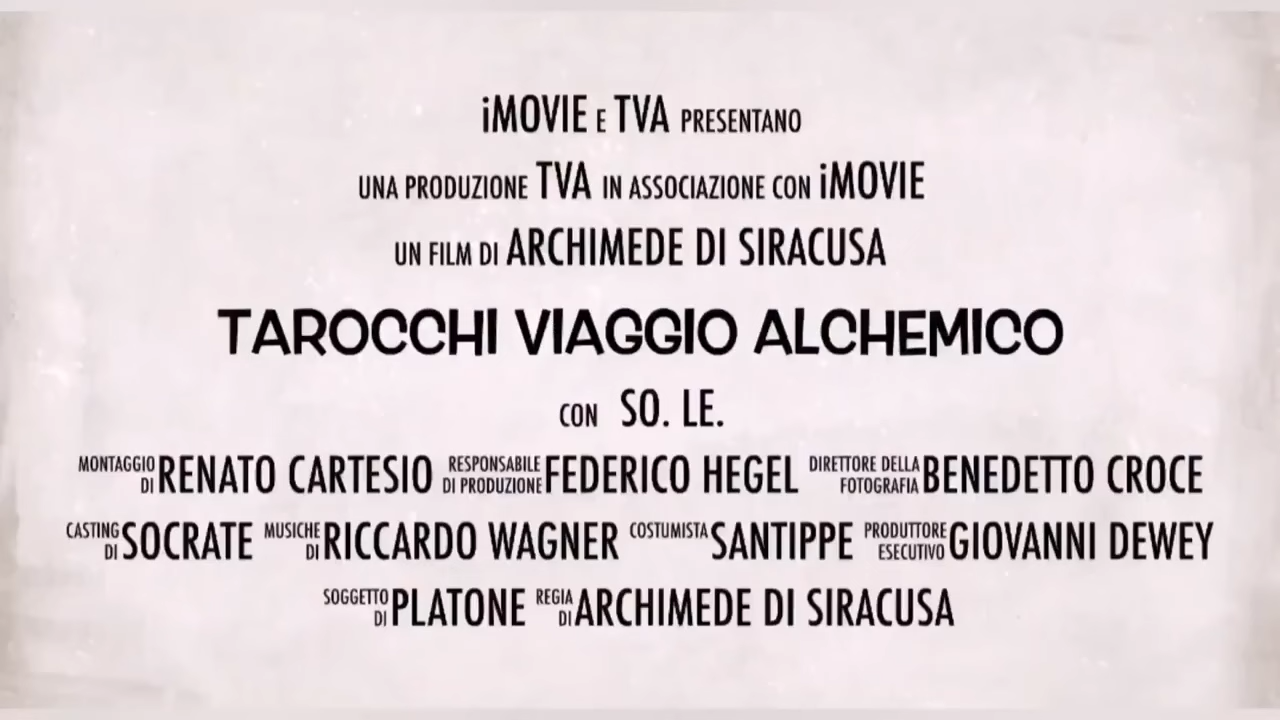 iMOVIE E TVA PRESENTANO
UNA PRODUZIONE TVA IN ASSOCIAZIONE CON iMOVIE
UN FILM DI ARCHIMEDE DI SIRACUSA
TAROCCHI VIAGGIO ALCHEMICO
CON SO. LE.
MONTAGGIO DI RENATO CARTESIO RESPONSABILE DI PRODUZIONE FEDERICO HEGEL DIRETTORE DELLA FOTOGRAFIA BENEDETTO CROCE
CASTING DI SOCRATE MUSICHE DI RICCARDO WAGNER COSTUMISTA SANTIPPE PRODUTTORE ESECUTIVO GIOVANNI DEWEY
SOGGETTO DI PLATONE REGIA DI ARCHIMEDE DI SIRACUSA